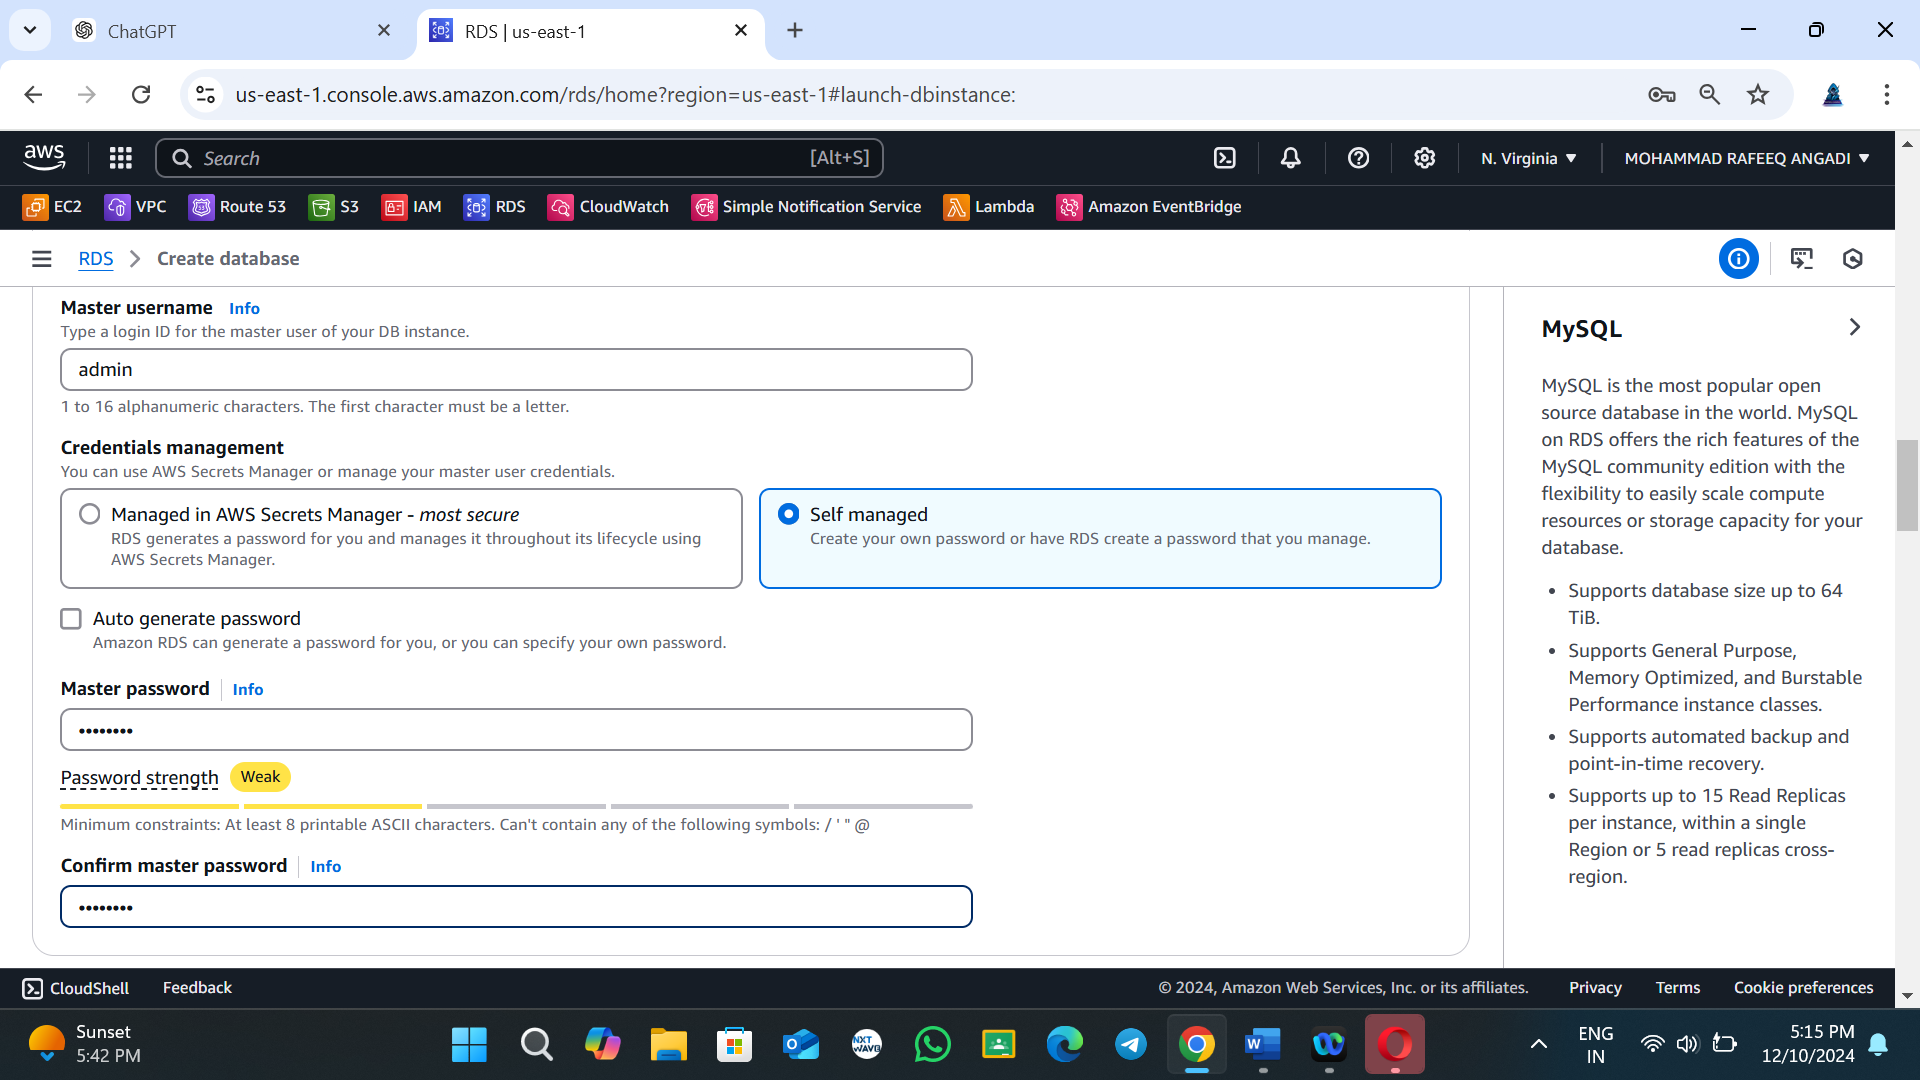 ChatGPT
RDS | us-east-1
us-east-1.console.aws.amazon.com/rds/home?region=us-east-1#launch-dbinstance:
aws
Search
[Alt+S]
N. Virginia
MOHAMMAD RAFEEQ ANGADI
EC2
VPC
Route 53
S3
IAM
RDS
CloudWatch
Simple Notification Service
Lambda
Amazon EventBridge
RDS
Create database
Master username
Info
Type a login ID for the master user of your DB instance.
admin
1 to 16 alphanumeric characters. The first character must be a letter.
Credentials management
You can use AWS Secrets Manager or manage your master user credentials.
Managed in AWS Secrets Manager - most secure
RDS generates a password for you and manages it throughout its lifecycle using
AWS Secrets Manager.
Self managed
Create your own password or have RDS create a password that you manage.
Auto generate password
Amazon RDS can generate a password for you, or you can specify your own password.
Master password
Info
••••••••
Password strength
Weak
Minimum constraints: At least 8 printable ASCII characters. Can't contain any of the following symbols: / ' " @
Confirm master password
Info
••••••••
MySQL
MySQL is the most popular open
source database in the world. MySQL
on RDS offers the rich features of the
MySQL community edition with the
flexibility to easily scale compute
resources or storage capacity for your
database.
• Supports database size up to 64
TiB.
• Supports General Purpose,
Memory Optimized, and Burstable
Performance instance classes.
• Supports automated backup and
point-in-time recovery.
• Supports up to 15 Read Replicas
per instance, within a single
Region or 5 read replicas cross-
region.
CloudShell
Feedback
© 2024, Amazon Web Services, Inc. or its affiliates.
Privacy
Terms
Cookie preferences
Sunset
5:42 PM
NXT
WAVE
W
ENG
IN
5:15 PM
12/10/2024